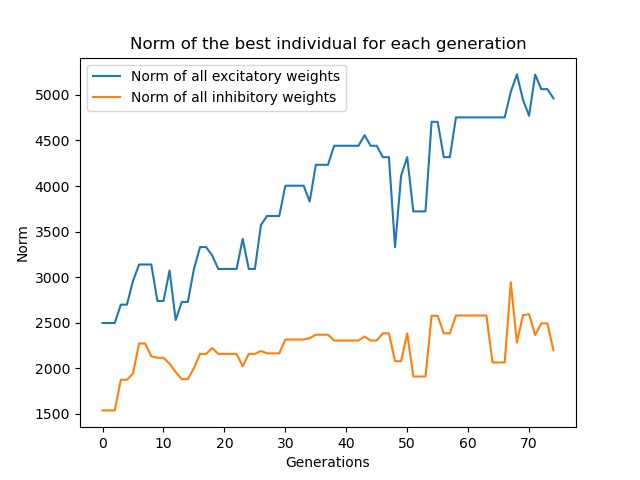 Norm of the best individual for each generation
Norm of all excitatory weights
Norm of all inhibitory weights
Norm
5000
4500
4000
3500
3000
2500
2000
1500
0 10 20 30 40 50 60 70
Generations